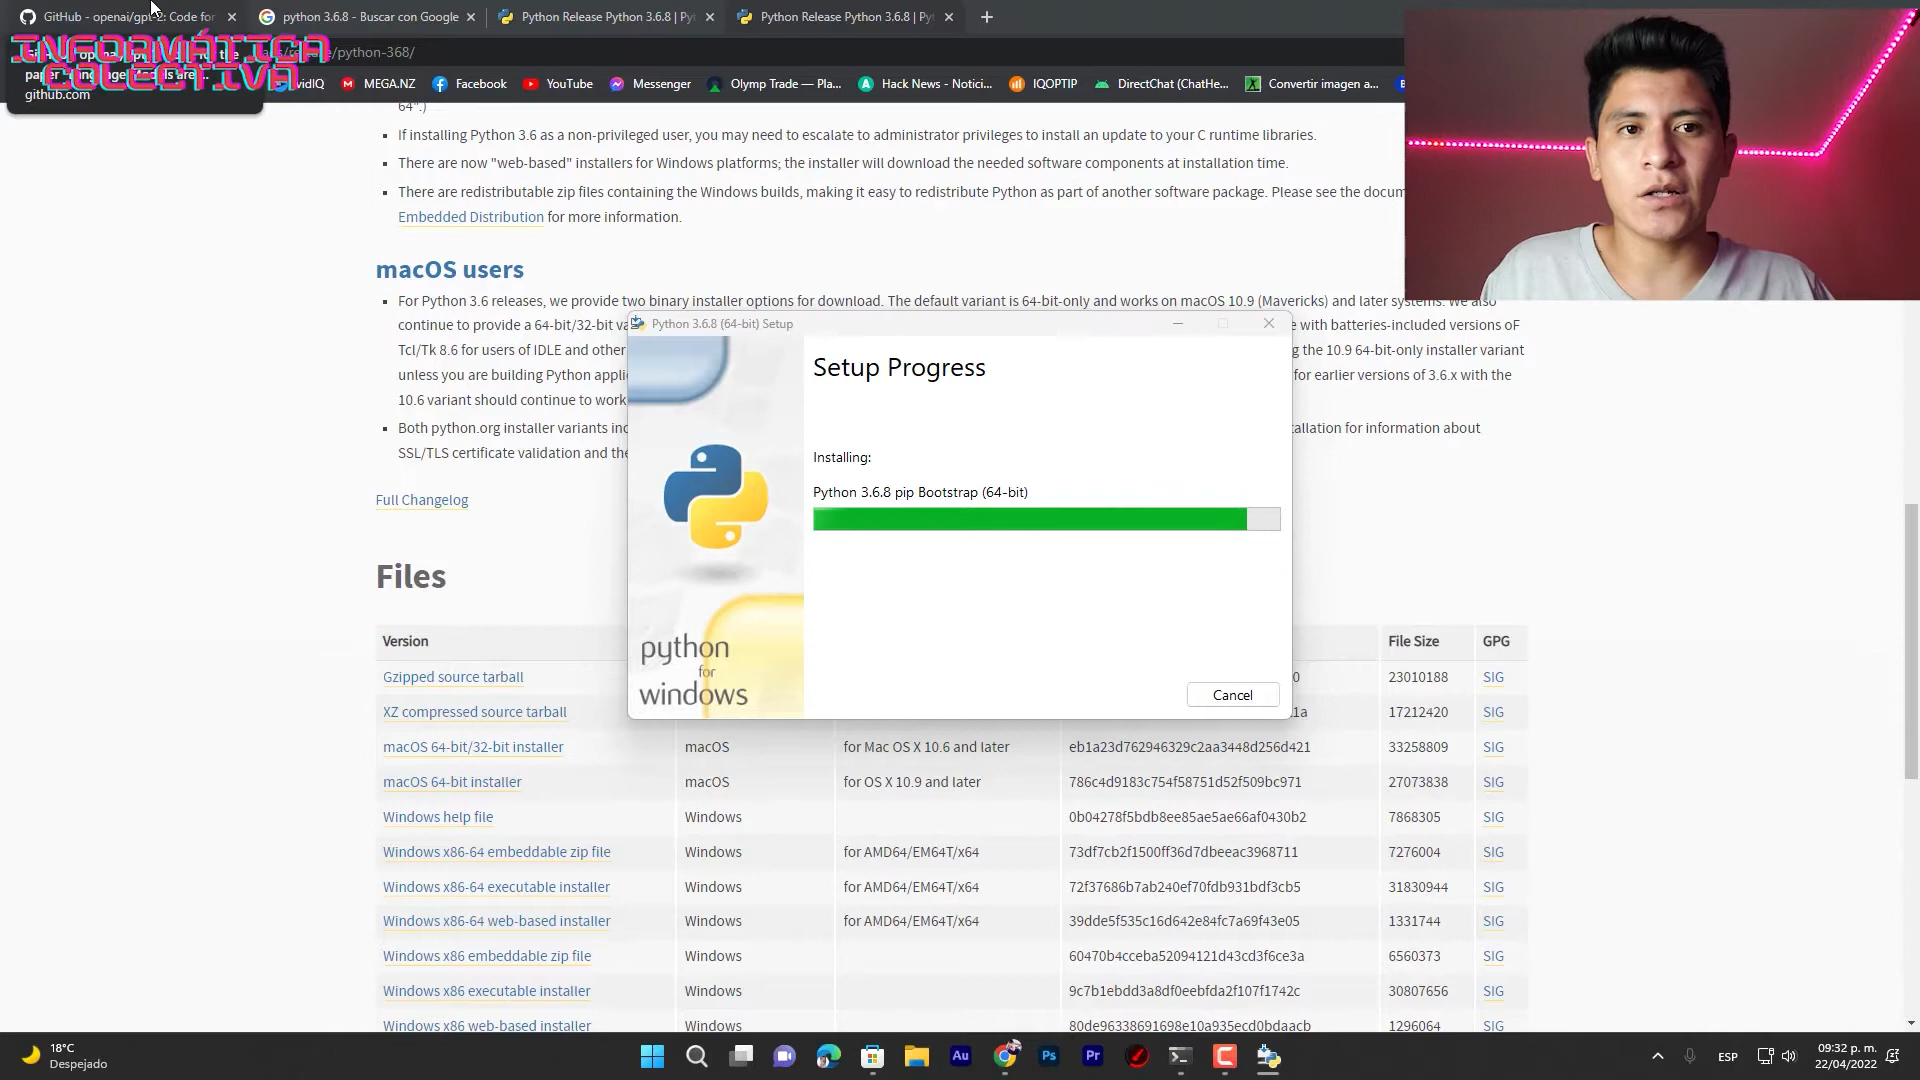 GitHub - openai/gpt-2: Code for
python 3.6.8 - Buscar con Google
Python Release Python 3.6.8 | Pyt
Python Release Python 3.6.8 | Pyt
INFORMÁTICA
COLECTIVA
/python-368/
github.com
vidIQ
MEGA.NZ
Facebook
YouTube
Messenger
Olymp Trade — Pla...
Hack News - Notici...
IQOPTIP
DirectChat (ChatHe...
Convertir imagen a...
64".)
If installing Python 3.6 as a non-privileged user, you may need to escalate to administrator privileges to install an update to your C runtime libraries.
There are now "web-based" installers for Windows platforms; the installer will download the needed software components at installation time.
There are redistributable zip files containing the Windows builds, making it easy to redistribute Python as part of another software package. Please see the docum
Embedded Distribution for more information.
macOS users
For Python 3.6 releases, we provide two binary installer options for download. The default variant is 64-bit-only and works on macOS 10.9 (Mavericks) and later systems. We also
continue to provide a 64-bit/32-bit va e with batteries-included versions oF
Tcl/Tk 8.6 for users of IDLE and other g the 10.9 64-bit-only installer variant
unless you are building Python appli for earlier versions of 3.6.x with the
10.6 variant should continue to work
Both python.org installer variants inc tallation for information about
SSL/TLS certificate validation and the
Full Changelog
Python 3.6.8 (64-bit) Setup
Setup Progress
Installing:
Python 3.6.8 pip Bootstrap (64-bit)
python
for
windows
Cancel
Files
Version File Size GPG
Gzipped source tarball 0 23010188 SIG
XZ compressed source tarball 1a 17212420 SIG
macOS 64-bit/32-bit installer macOS for Mac OS X 10.6 and later eb1a23d762946329c2aa3448d256d421 33258809 SIG
macOS 64-bit installer macOS for OS X 10.9 and later 786c4d9183c754f58751d52f509bc971 27073838 SIG
Windows help file Windows 0b04278f5bdb8ee85ae5ae66af0430b2 7868305 SIG
Windows x86-64 embeddable zip file Windows for AMD64/EM64T/x64 73df7cb2f1500ff36d7dbeeac3968711 7276004 SIG
Windows x86-64 executable installer Windows for AMD64/EM64T/x64 72f37686b7ab240ef70fdb931bdf3cb5 31830944 SIG
Windows x86-64 web-based installer Windows for AMD64/EM64T/x64 39dde5f535c16d642e84fc7a69f43e05 1331744 SIG
Windows x86 embeddable zip file Windows 60470b4cceba52094121d43cd3f6ce3a 6560373 SIG
Windows x86 executable installer Windows 9c7b1ebdd3a8df0eebfda2f107f1742c 30807656 SIG
Windows x86 web-based installer Windows 80de96338691698e10a935ecd0bdaacb 1296064 SIG
18°C
Despejado
Au
Ps
Pr
ESP
09:32 p. m.
22/04/2022